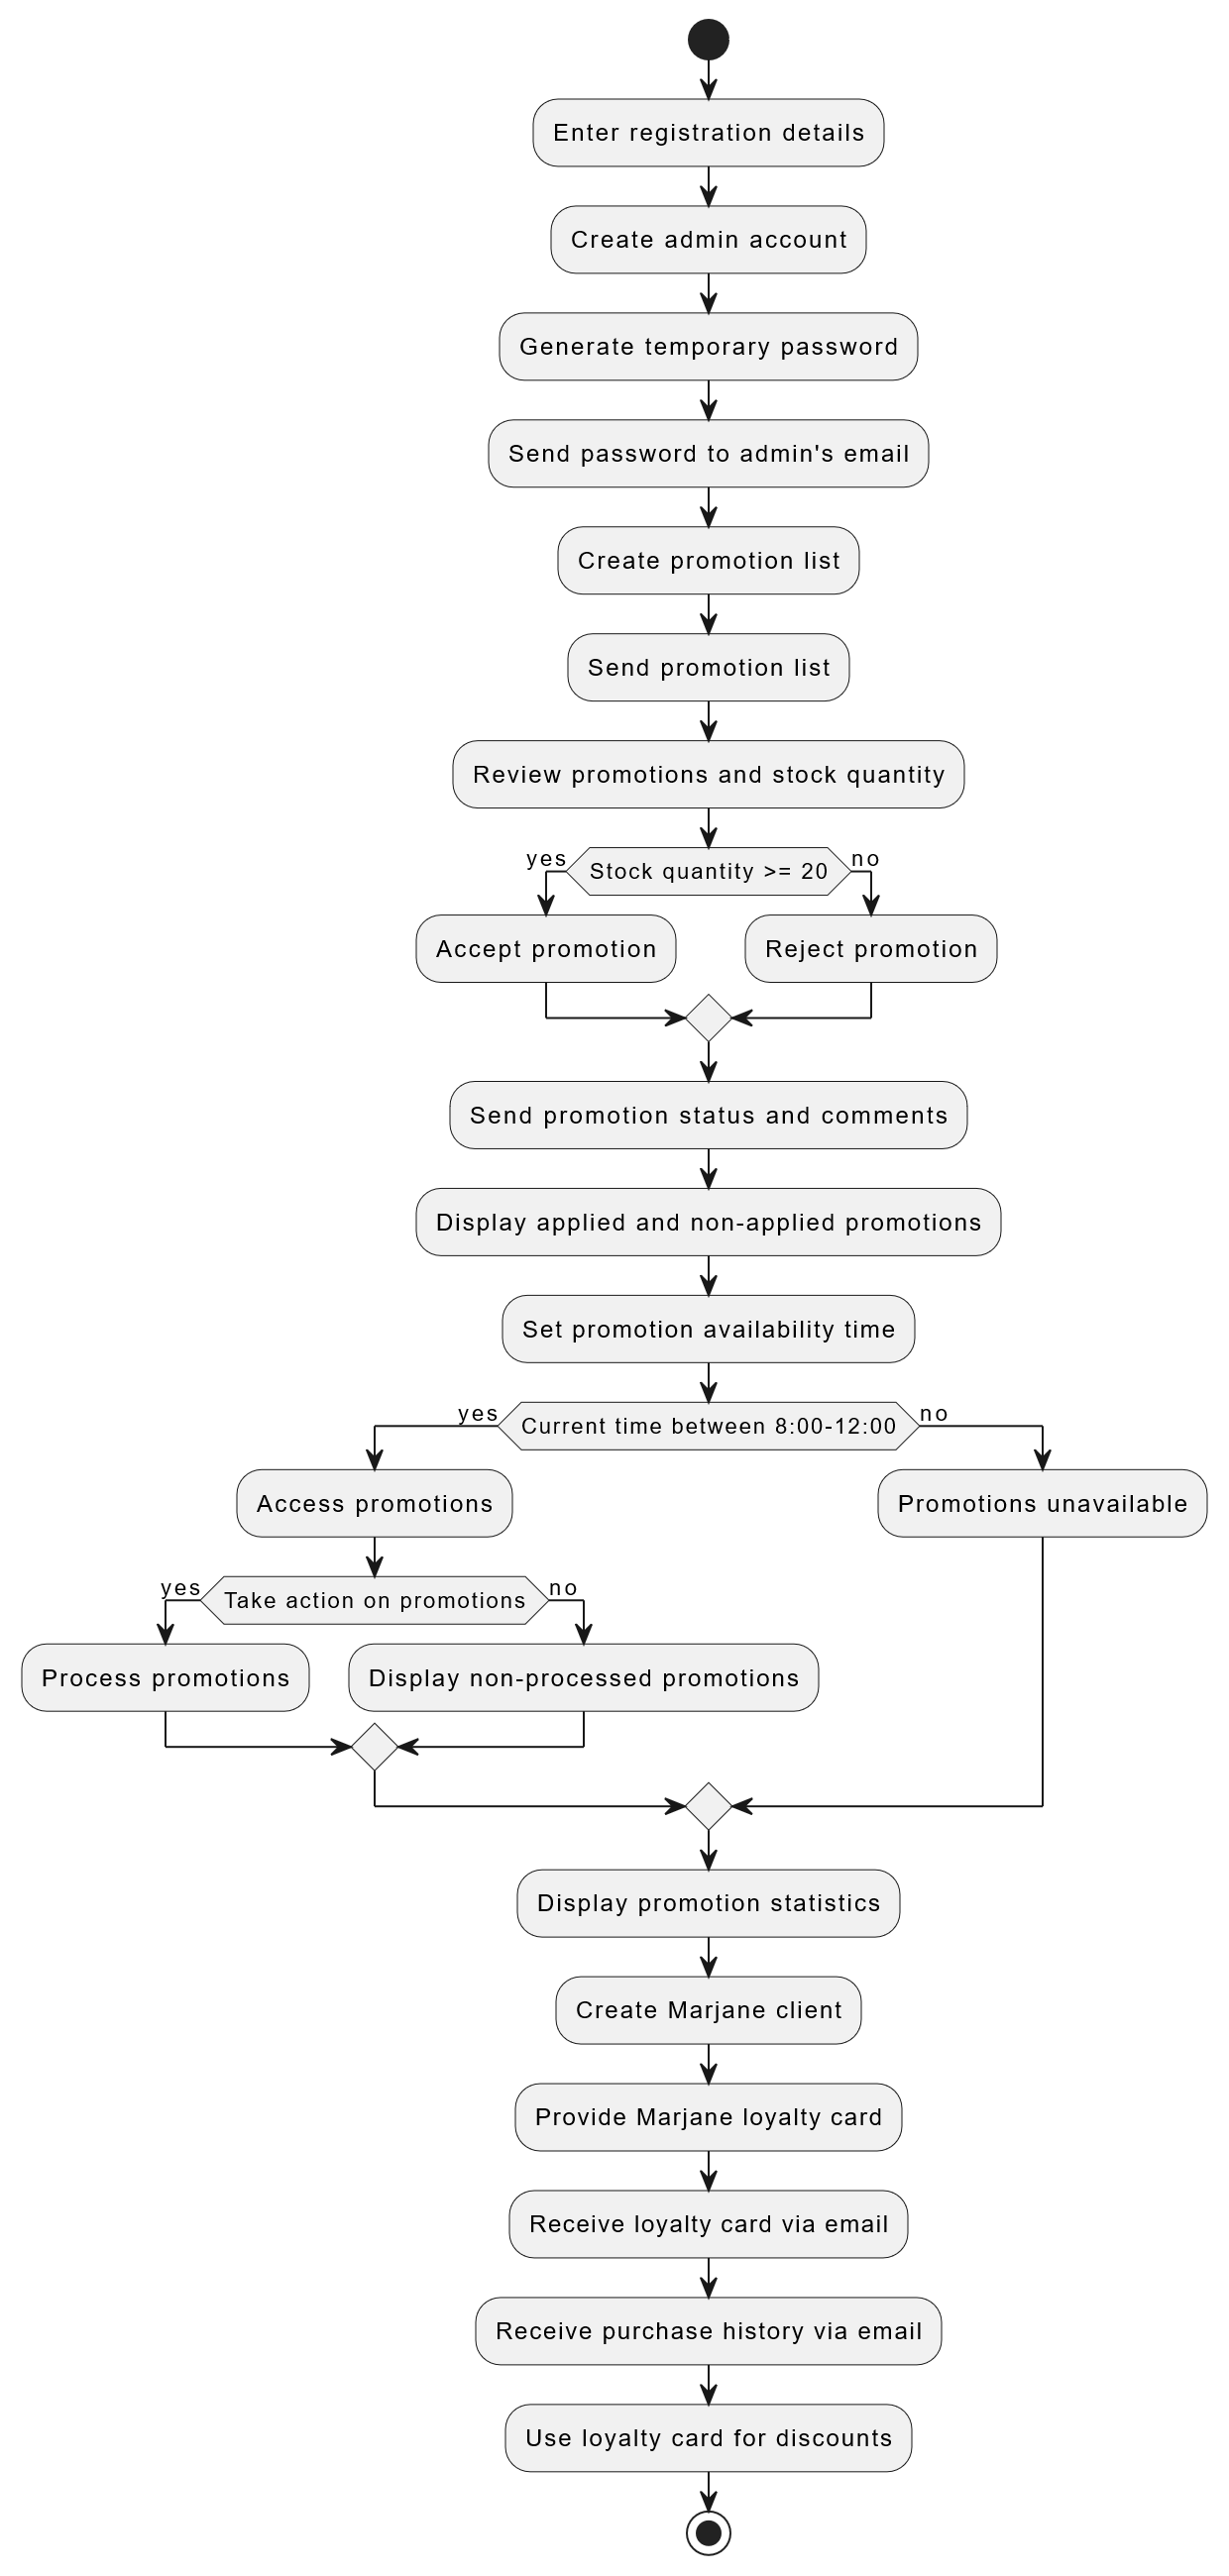 Enter registration details
Create admin account
Generate temporary password
Send password to admin's email
Create promotion list
Send promotion list
Review promotions and stock quantity
yes
Stock quantity >= 20
no
Accept promotion
Reject promotion
Send promotion status and comments
Display applied and non-applied promotions
Set promotion availability time
yes
Current time between 8:00-12:00
no
Access promotions
Promotions unavailable
yes
Take action on promotions
no
Process promotions
Display non-processed promotions
Display promotion statistics
Create Marjane client
Provide Marjane loyalty card
Receive loyalty card via email
Receive purchase history via email
Use loyalty card for discounts